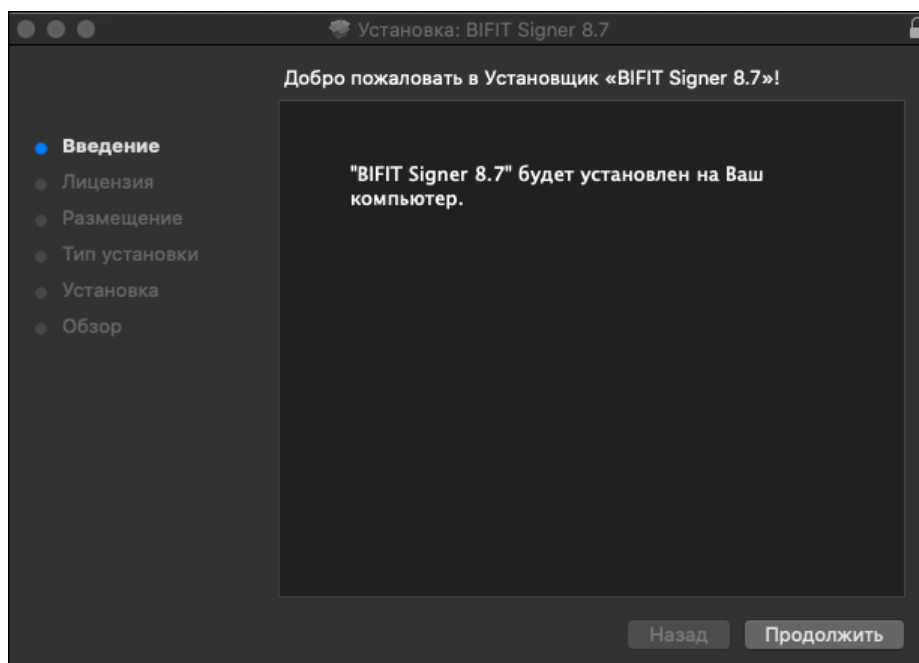 Установка: BIFIT Signer 8.7
Добро пожаловать в Установщик «BIFIT Signer 8.7»!
Введение
Лицензия
Размещение
Тип установки
Установка
Обзор
"BIFIT Signer 8.7" будет установлен на Ваш
компьютер.
Назад
Продолжить